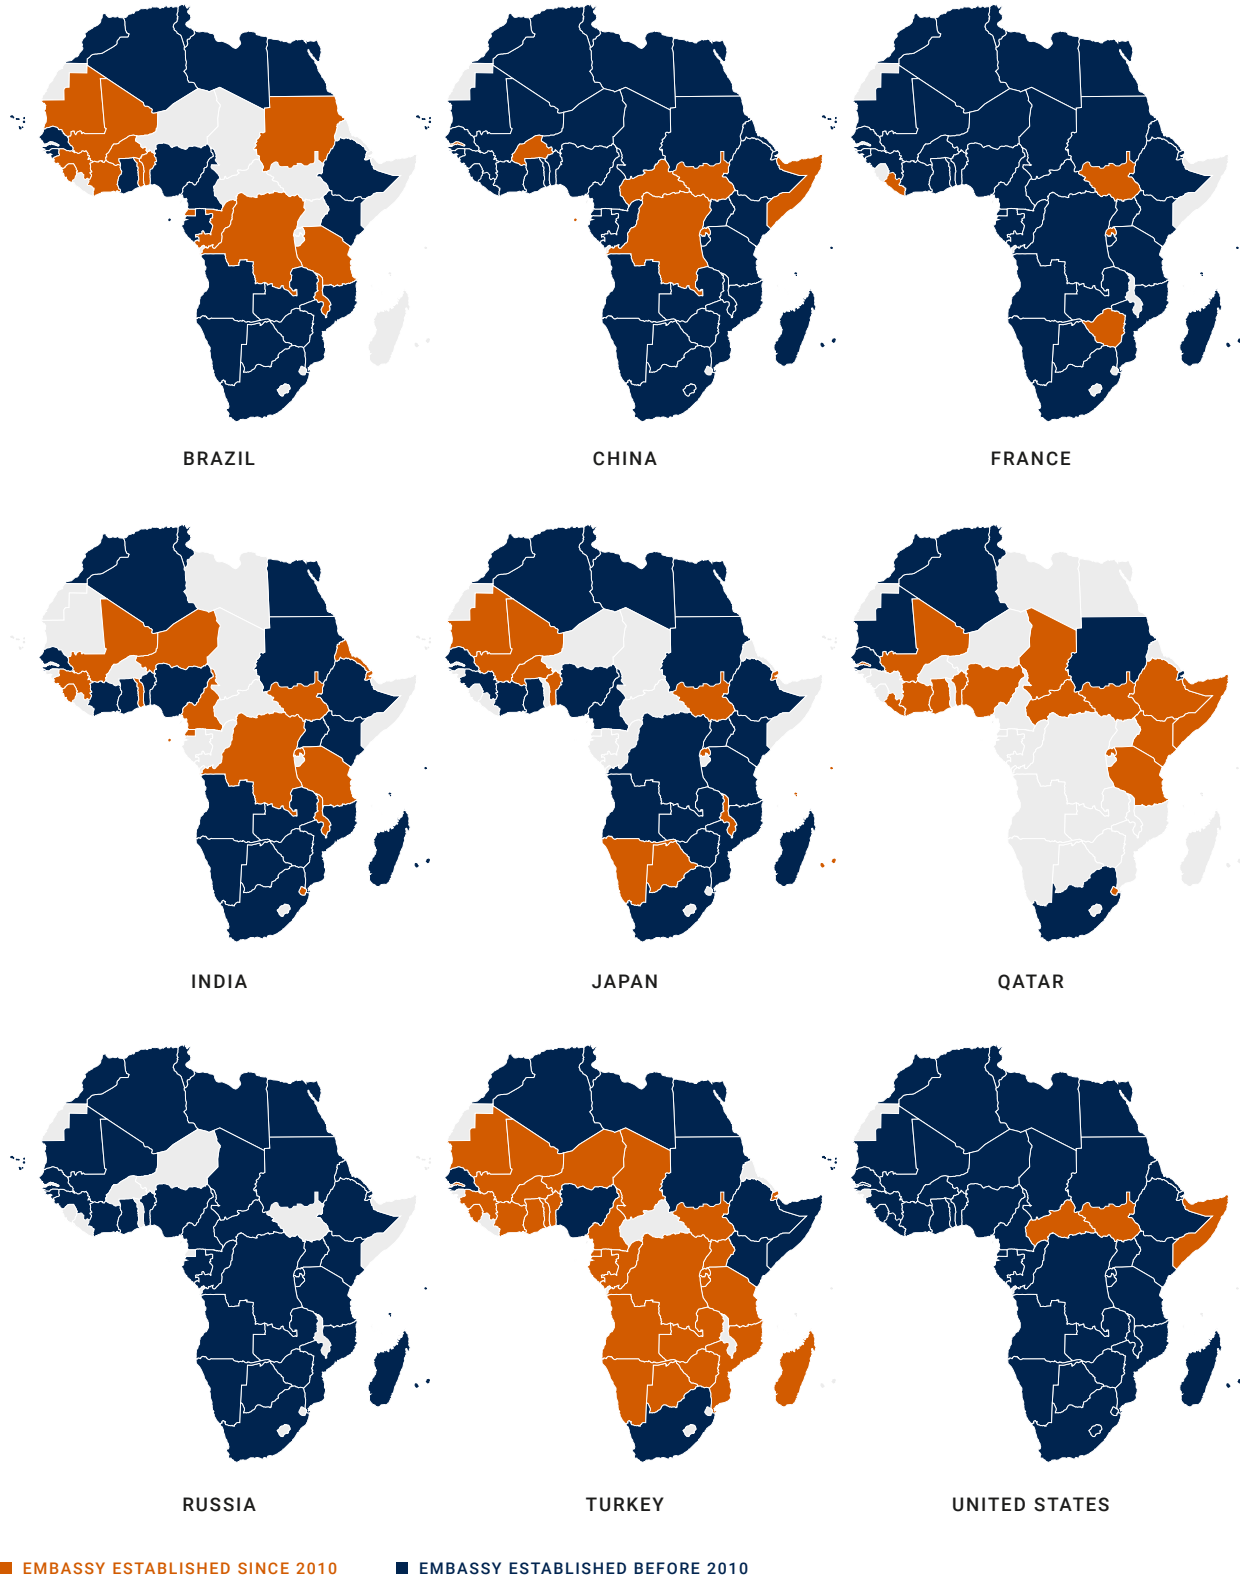 BRAZIL
CHINA
FRANCE
INDIA
JAPAN
QATAR
RUSSIA
TURKEY
UNITED STATES
EMBASSY ESTABLISHED SINCE 2010
EMBASSY ESTABLISHED BEFORE 2010